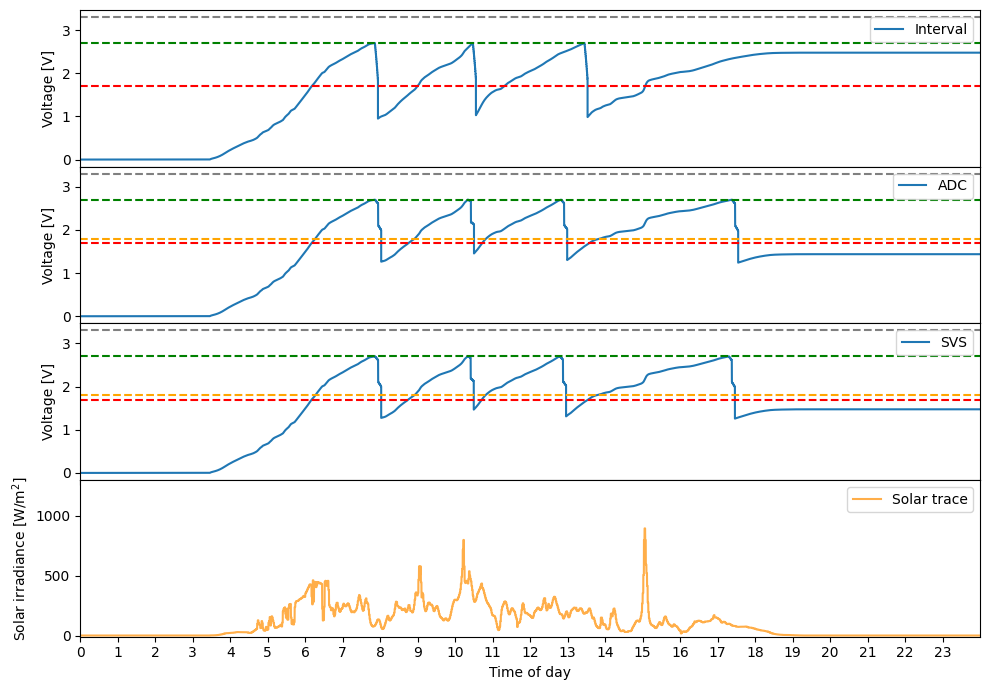 Voltage [V]
3
2
1
0
Interval
Voltage [V]
3
2
1
0
ADC
Voltage [V]
3
2
1
0
SVS
Solar irradiance [W/m²]
1000
500
0
Solar trace
0 1 2 3 4 5 6 7 8 9 10 11 12 13 14 15 16 17 18 19 20 21 22 23
Time of day